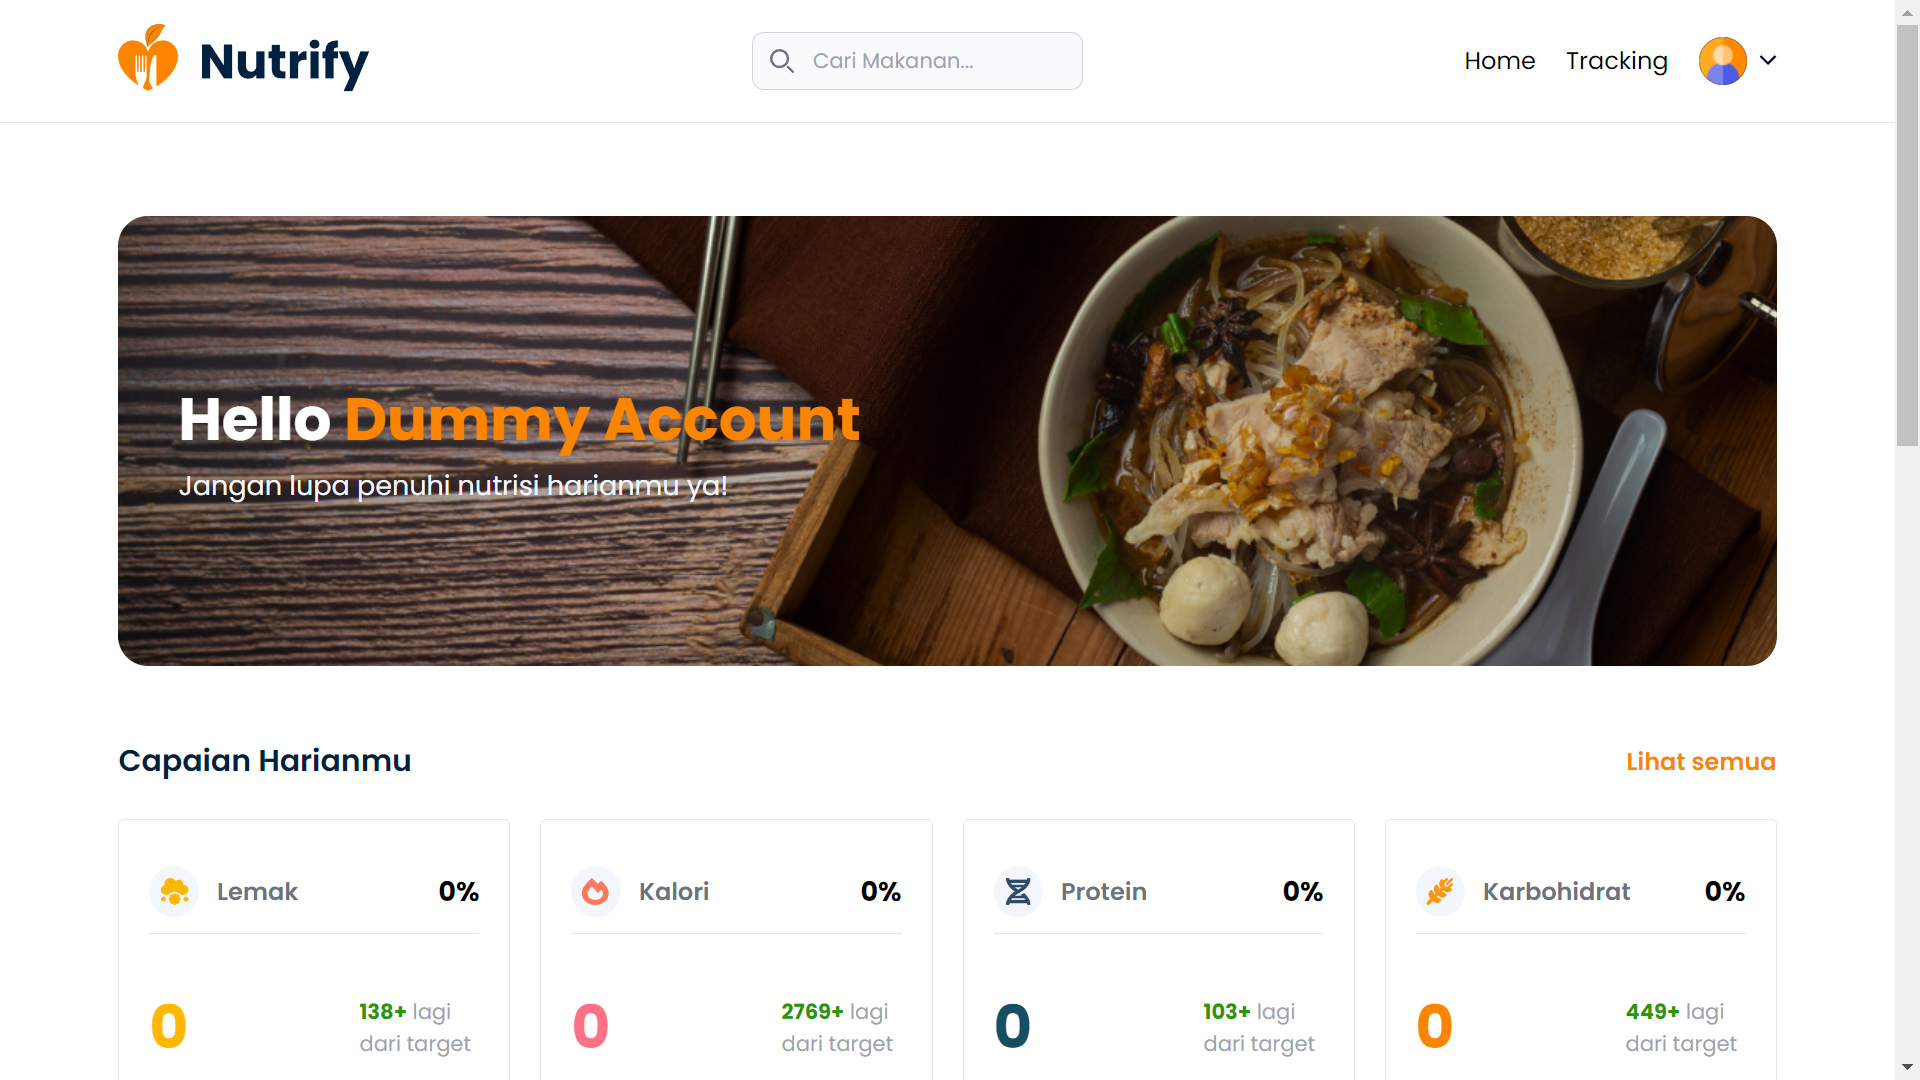 Nutrify
Cari Makanan...
Home
Tracking
Hello Dummy Account
Jangan lupa penuhi nutrisi harianmu ya!
Capaian Harianmu
Lihat semua
Lemak
0%
0
138+ lagi
dari target
Kalori
0%
0
2769+ lagi
dari target
Protein
0%
0
103+ lagi
dari target
Karbohidrat
0%
0
449+ lagi
dari target